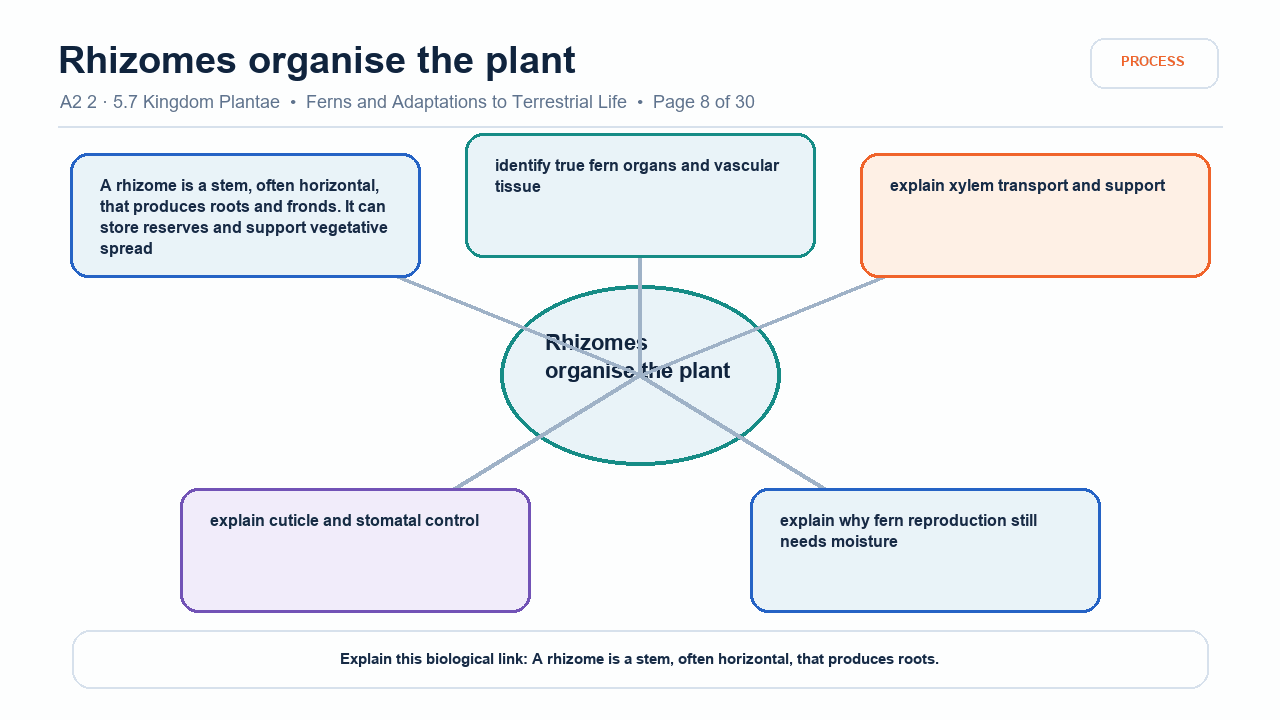 Rhizomes organise the plant
PROCESS
A2 2 · 5.7 Kingdom Plantae • Ferns and Adaptations to Terrestrial Life • Page 8 of 30
A rhizome is a stem, often horizontal,
that produces roots and fronds. It can
store reserves and support vegetative
spread
identify true fern organs and vascular
tissue
explain xylem transport and support
Rhizomes
organise the plant
explain cuticle and stomatal control
explain why fern reproduction still
needs moisture
Explain this biological link: A rhizome is a stem, often horizontal, that produces roots.